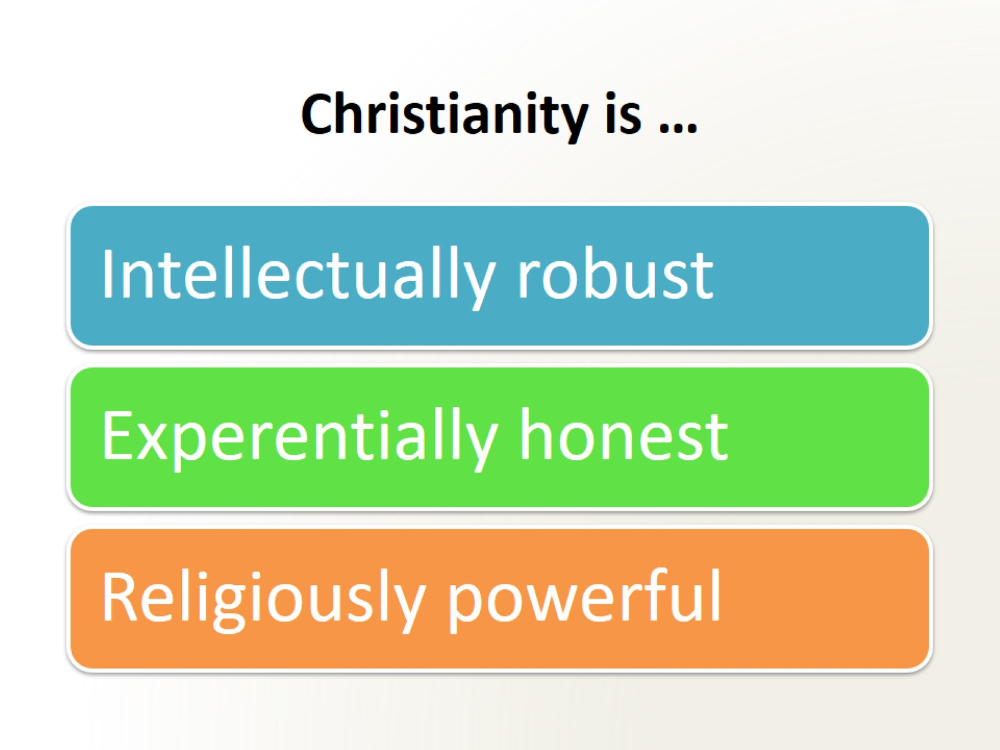 Christianity is ...
Intellectually robust
Experentially honest
Religiously powerful